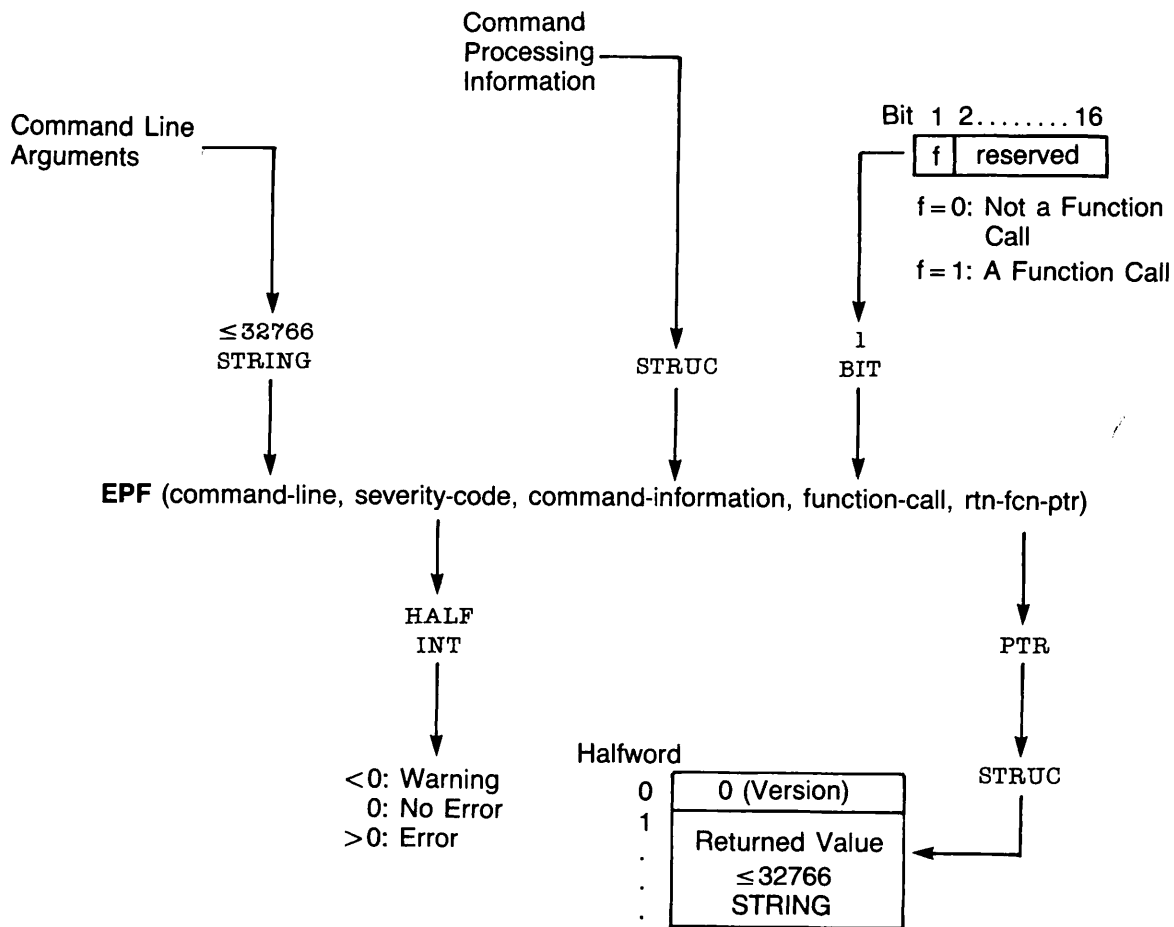 Command
Processing
Information
Command Line
Arguments
Bit 1 2........16
f reserved
f=0: Not a Function
Call
f=1: A Function Call
≤32766
STRING
STRUC
1
BIT
EPF (command-line, severity-code, command-information, function-call, rtn-fcn-ptr)
HALF
INT
PTR
<0: Warning
0: No Error
>0: Error
STRUC
Halfword
0 0 (Version)
1
. Returned Value
. ≤32766
. STRING